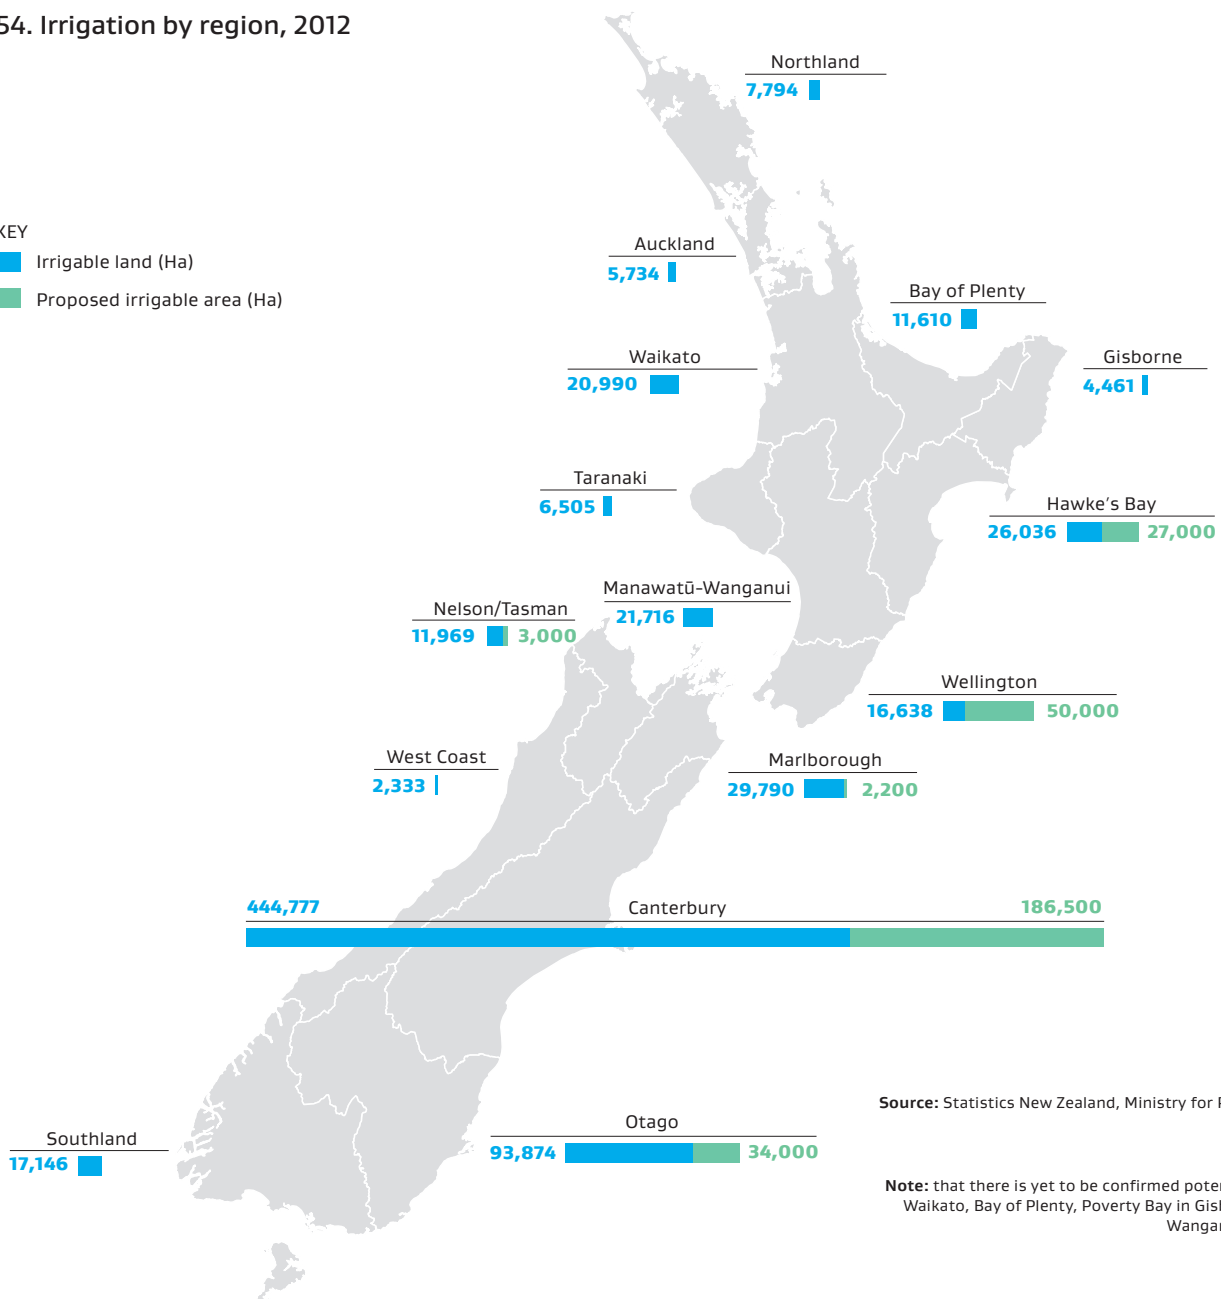 54. Irrigation by region, 2012
Northland
7,794
KEY
Irrigable land (Ha)
Proposed irrigable area (Ha)
Auckland
5,734
Bay of Plenty
11,610
Waikato
20,990
Gisborne
4,461
Taranaki
6,505
Hawke's Bay
26,036 27,000
Manawatū-Wanganui
21,716
Nelson/Tasman
11,969 3,000
Wellington
16,638 50,000
West Coast
2,333
Marlborough
29,790 2,200
444,777 Canterbury 186,500
Source: Statistics New Zealand, Ministry for
Otago
93,874 34,000
Southland
17,146
Note: that there is yet to be confirmed
Waikato, Bay of Plenty, Poverty Bay in